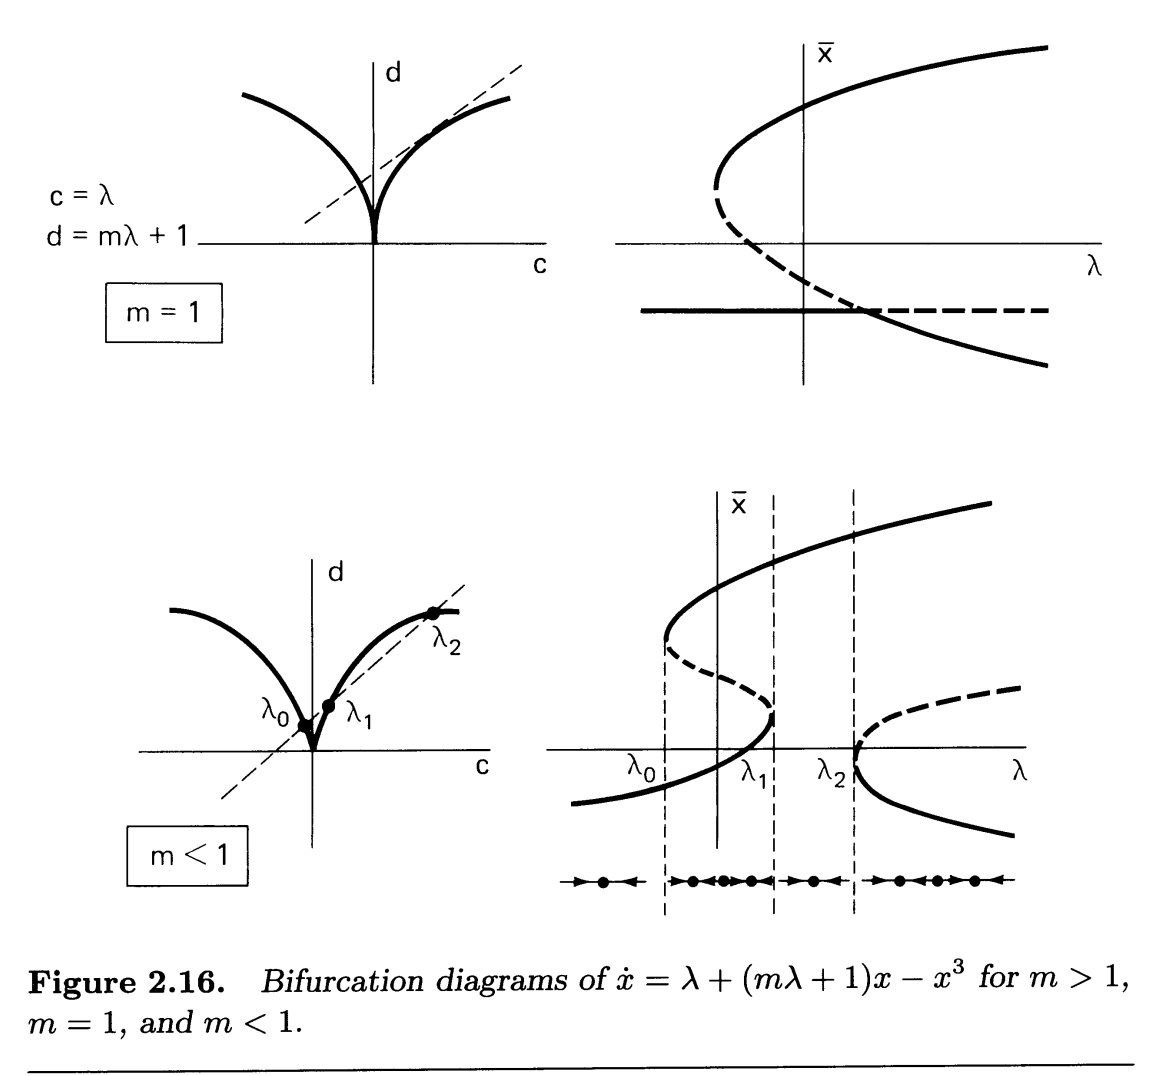 d
x̄
c = λ
d = mλ + 1
c
λ
m = 1
d
x̄
λ₀
λ₁
λ₂
c
λ₀
λ₁
λ₂
λ
m < 1
Figure 2.16. Bifurcation diagrams of ẋ = λ + (mλ + 1)x − x³ for m > 1,
m = 1, and m < 1.